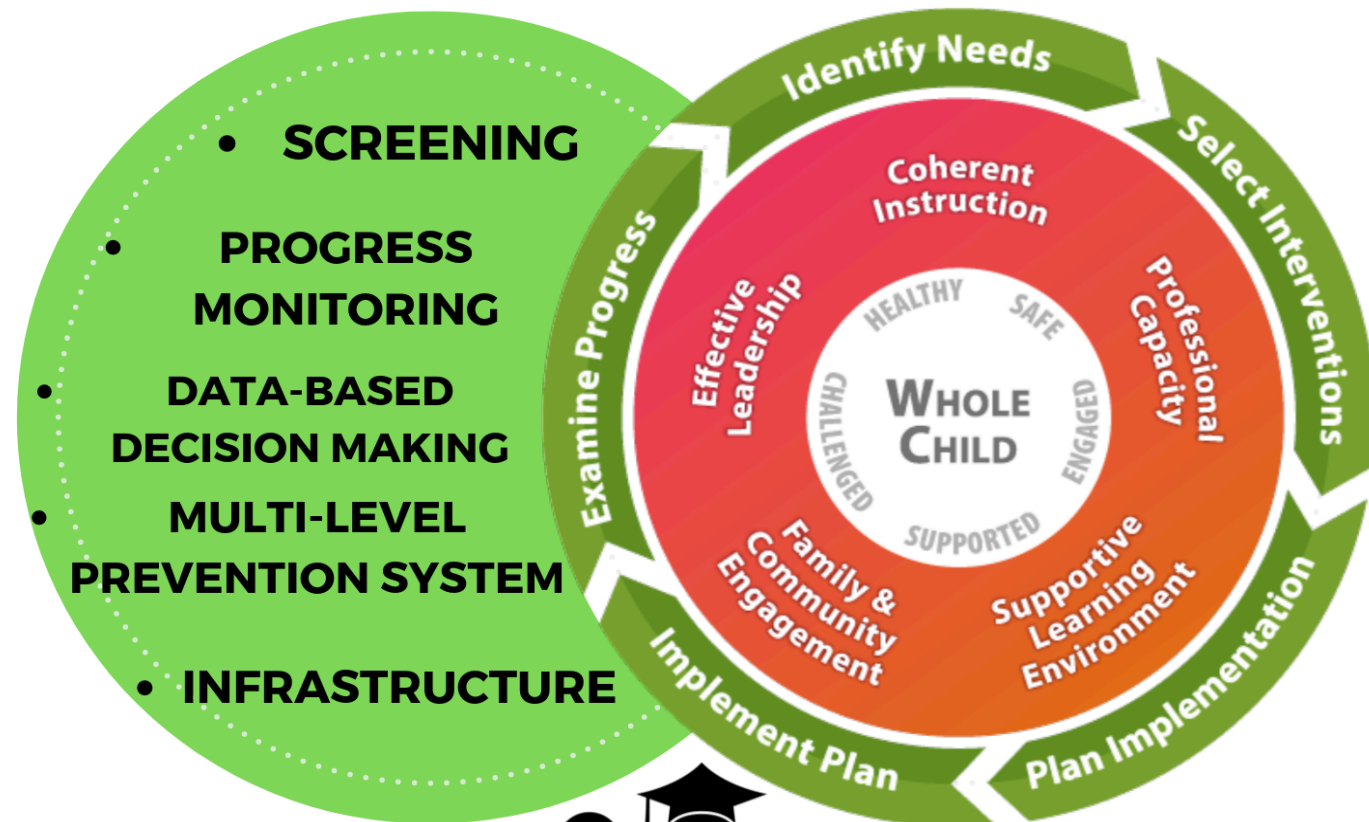 • SCREENING
• PROGRESS
MONITORING
• DATA-BASED
DECISION MAKING
• MULTI-LEVEL
PREVENTION SYSTEM
• INFRASTRUCTURE
Identify Needs
Select Interventions
Plan Implementation
Implement Plan
Examine Progress
Coherent
Instruction
Professional
Capacity
Supportive
Learning
Environment
Family &
Community
Engagement
Effective
Leadership
HEALTHY
SAFE
ENGAGED
SUPPORTED
CHALLENGED
WHOLE
CHILD